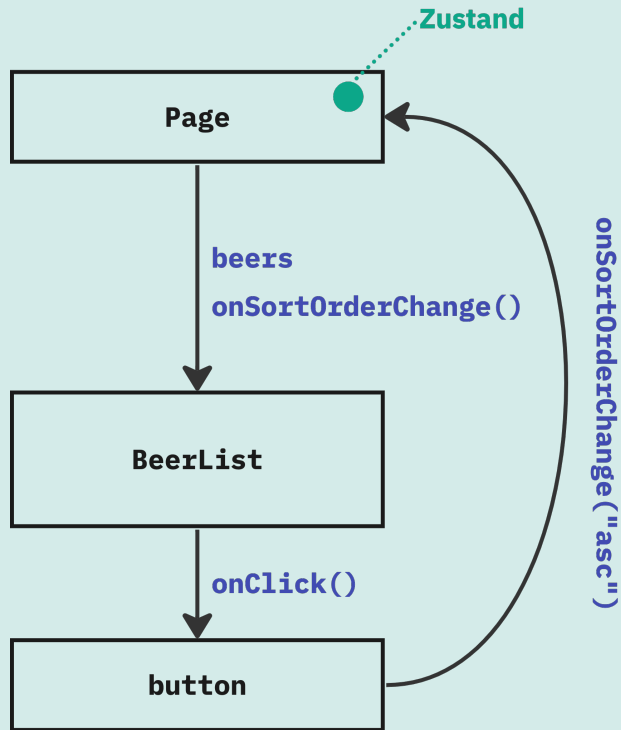 Zustand
Page
beers
onSortOrderChange()
onSortOrderChange("asc")
BeerList
onClick()
button